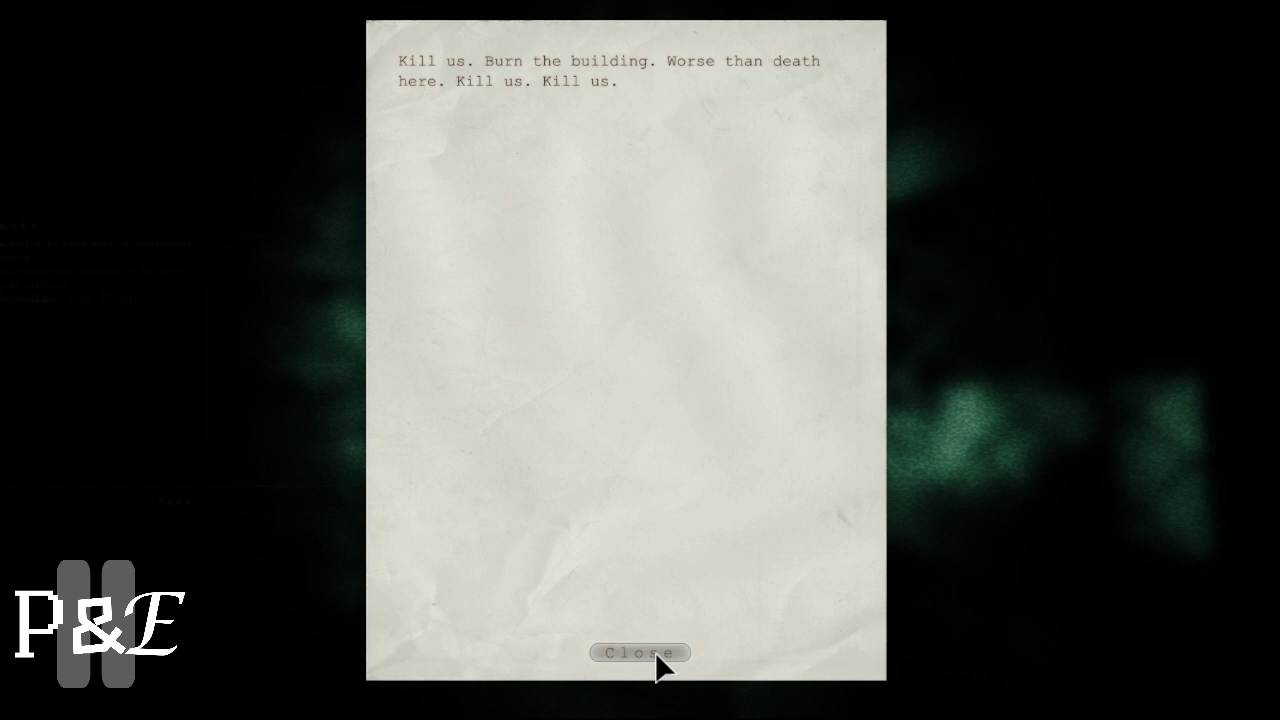 Kill us. Burn the building. Worse than death
here. Kill us. Kill us.
Close
P&E